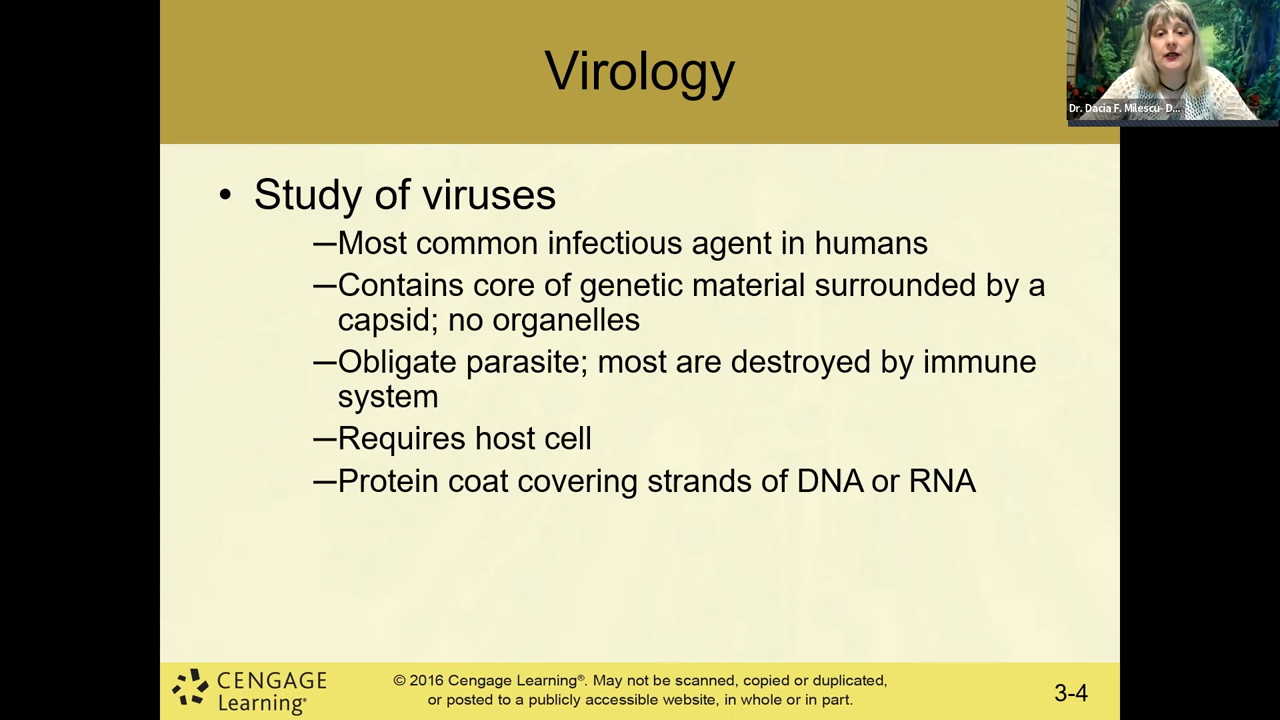 Virology
Dr. Dacia F. Milescu- D...
• Study of viruses
–Most common infectious agent in humans
–Contains core of genetic material surrounded by a
capsid; no organelles
–Obligate parasite; most are destroyed by immune
system
–Requires host cell
–Protein coat covering strands of DNA or RNA
CENGAGE
Learning®
© 2016 Cengage Learning®. May not be scanned, copied or duplicated,
or posted to a publicly accessible website, in whole or in part.
3-4